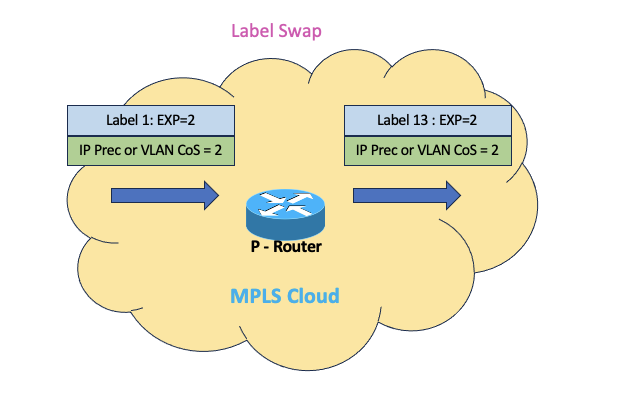 Label Swap
Label 1: EXP=2
IP Prec or VLAN CoS = 2
Label 13 : EXP=2
IP Prec or VLAN CoS = 2
P - Router
MPLS Cloud